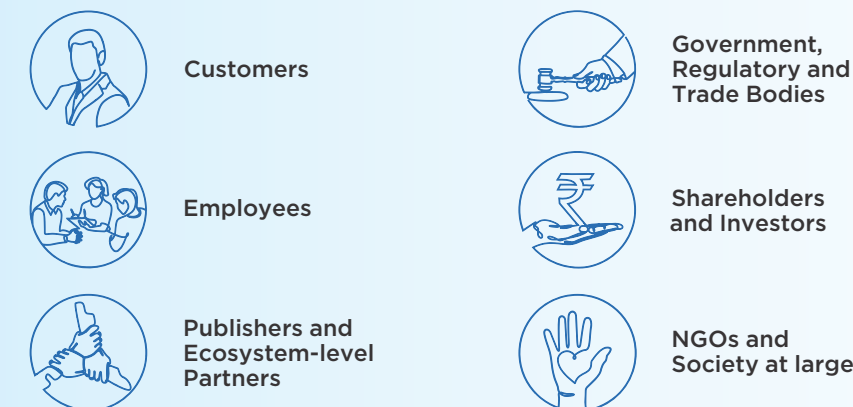 Customers
Employees
Publishers and
Ecosystem-level
Partners
Government,
Regulatory and
Trade Bodies
Shareholders
and Investors
NGOs and
Society at large